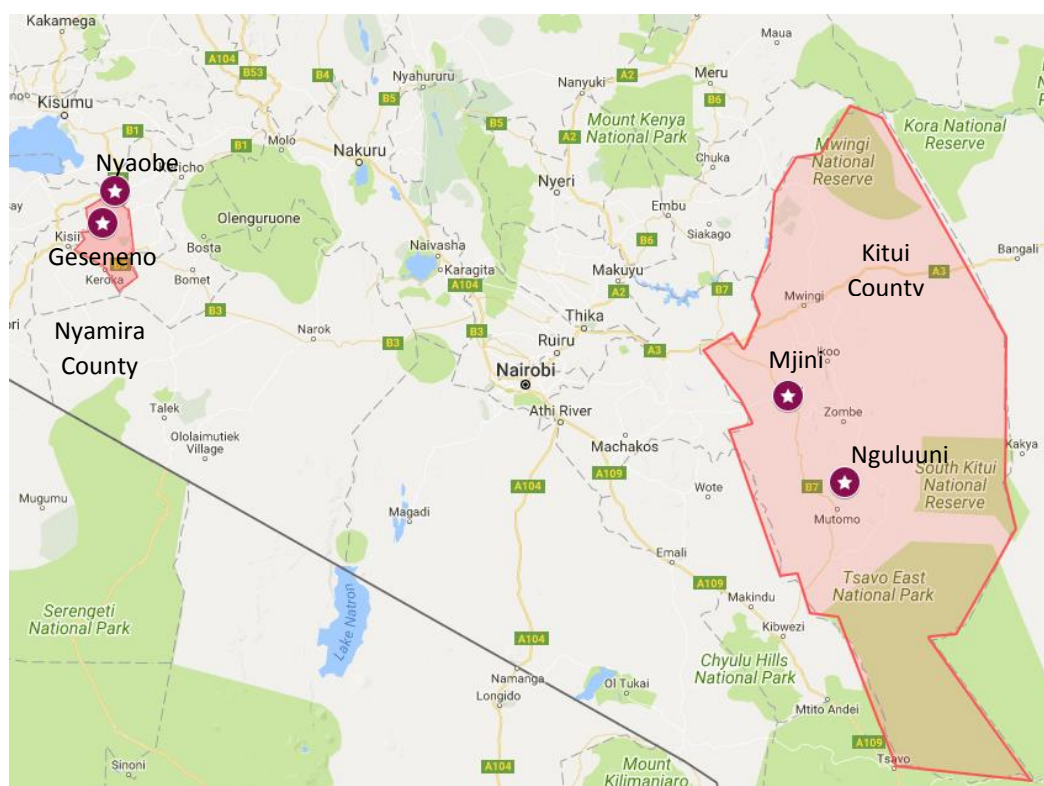 Kakamega
Kisumu
A104
B53
B4
Nyahururu
B5
Nanyuki
A2
Meru
B6
Maua
Kora National
Reserve
Mwingi
National
Reserve
Mount Kenya
National Park
B1
B1
Molo
Nakuru
B5
A2
Chuka
Nyaobe
Nyeri
Embu
Siakago
Olenguruone
Kisii
Geseneno
Keroka
Bosta
Bomet
B3
Naivasha
Karagita
A104
B6
Makuyu
A2
B7
Kitui
County
A3
Bangali
Mwingi
Nyamira
County
Narok
B3
B3
Thika
Ruiru
A3
Nairobi
Mjini
Ikoo
Athi River
Zombe
Talek
Ololaimutiek
Village
Machakos
Kakya
Nguluuni
South Kitui
National
Reserve
A104
A109
Wote
B7
Mutomo
Mugumu
Magadi
Emali
A109
Makindu
Tsavo East
National Park
Serengeti
National Park
Lake Natron
Kibwezi
A104
Namanga
Longido
Ol Tukai
Chyulu Hills
National Park
Mtito Andei
A109
Tsavo
Sinoni
A104
Mount
Kilimanjaro